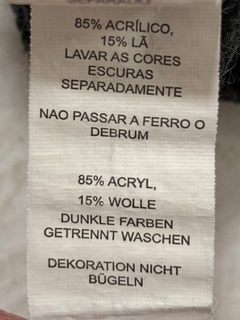 SEPARADO
85% ACRÍLICO,
15% LÃ
LAVAR AS CORES
ESCURAS
SEPARADAMENTE
NAO PASSAR A FERRO O
DEBRUM
85% ACRYL,
15% WOLLE
DUNKLE FARBEN
GETRENNT WASCHEN
DEKORATION NICHT
BÜGELN